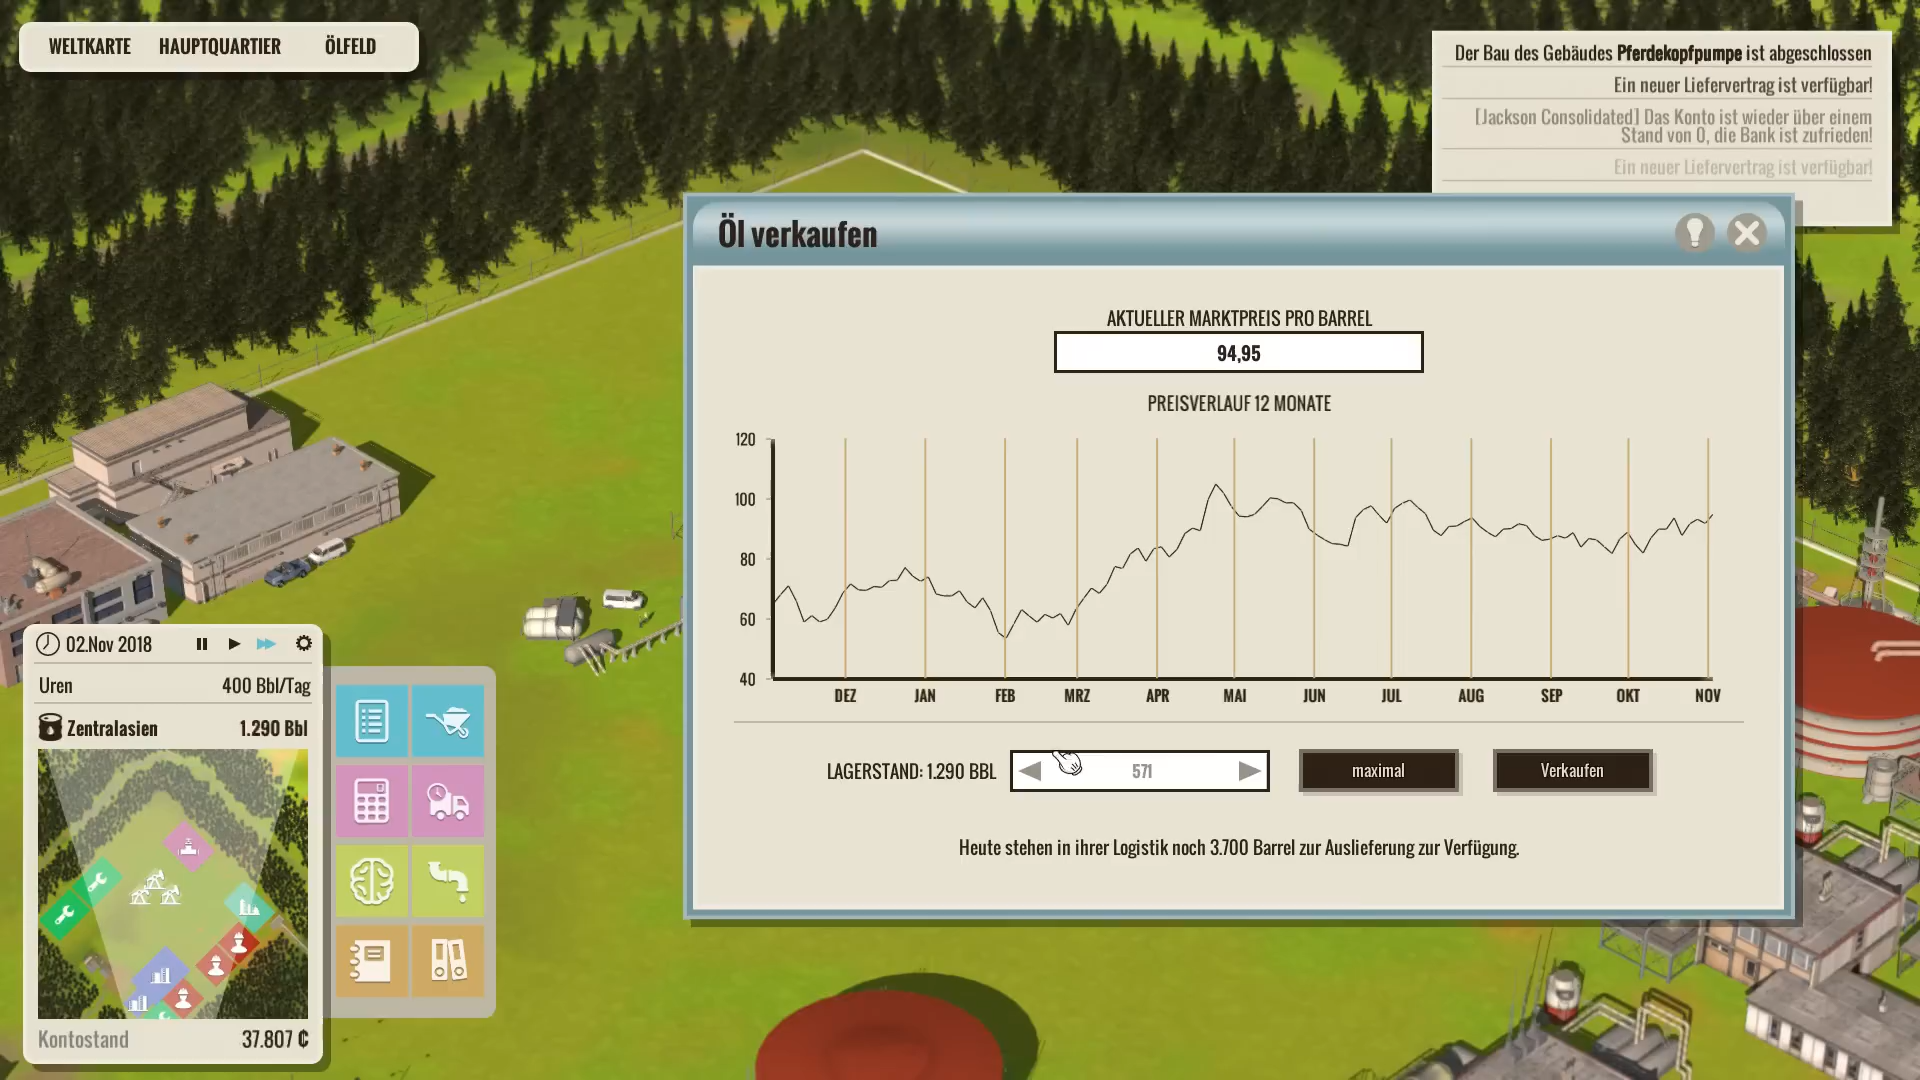 WELTKARTE HAUPTQUARTIER ÖLFELD
Der Bau des Gebäudes Pferdekopfpumpe ist abgeschlossen
Ein neuer Liefervertrag ist verfügbar!
[Jackson Consolidated] Das Konto ist wieder über einem
Stand von 0, die Bank ist zufrieden!
Ein neuer Liefervertrag ist verfügbar!
Öl verkaufen
AKTUELLER MARKTPREIS PRO BARREL
94,95
PREISVERLAUF 12 MONATE
120
100
80
60
40
DEZ JAN FEB MRZ APR MAI JUN JUL AUG SEP OKT NOV
LAGERSTAND: 1.290 BBL 571 maximal Verkaufen
Heute stehen in ihrer Logistik noch 3.700 Barrel zur Auslieferung zur Verfügung.
02.Nov 2018
Uren 400 Bbl/Tag
Zentralasien 1.290 Bbl
Kontostand 37.807 ₵